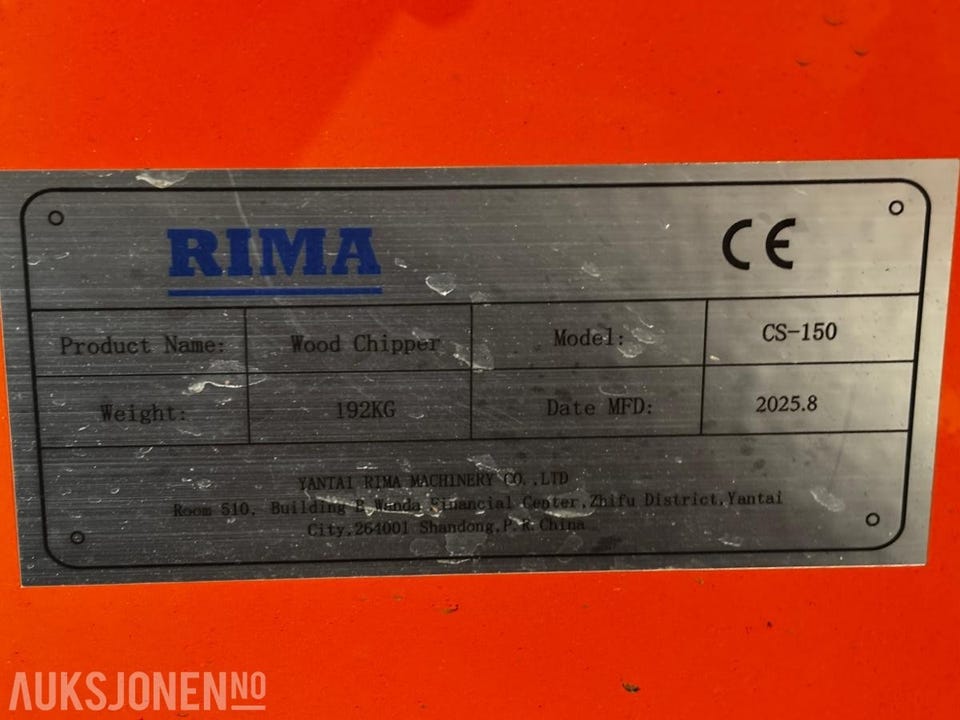 RIMA
CE
Product Name: Wood Chipper Model: CS-150
Weight: 192KG Date MFD: 2025.8
YANTAI RIMA MACHINERY CO.,LTD
Room 510, Building E,Wanda Financial Center,Zhifu District,Yantai
City,264001 Shandong,P.R.China
AUKSJONEN.NO